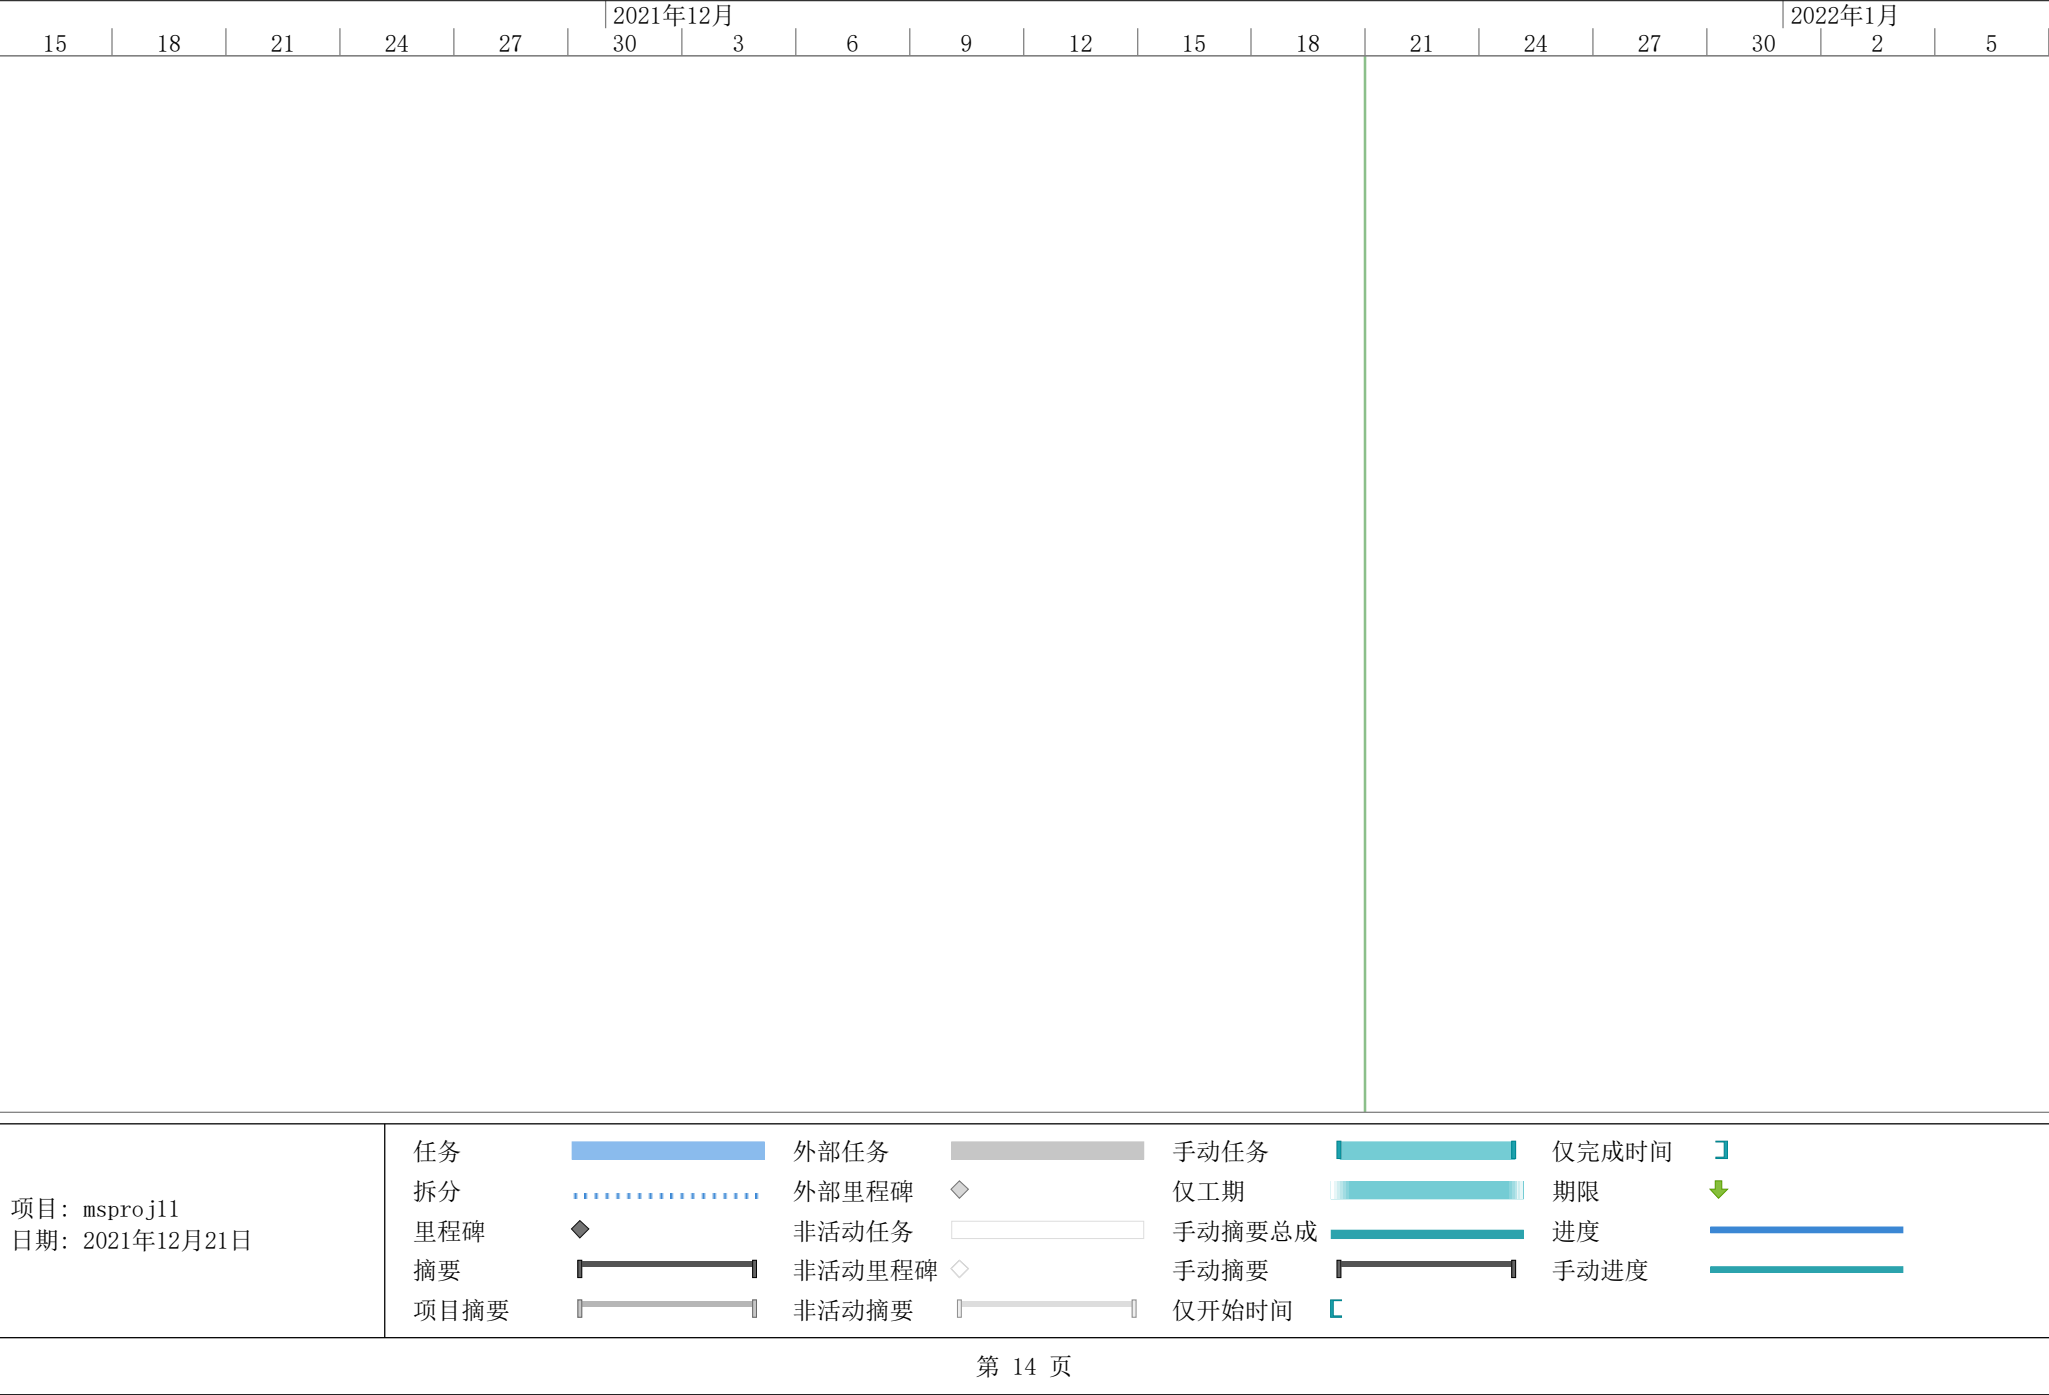 2021年12月 2022年1月
15 18 21 24 27 30 3 6 9 12 15 18 21 24 27 30 2 5
项目: msproj11
日期: 2021年12月21日
任务 外部任务 手动任务 仅完成时间
拆分 外部里程碑 仅工期 期限
里程碑 非活动任务 手动摘要总成 进度
摘要 非活动里程碑 手动摘要 手动进度
项目摘要 非活动摘要 仅开始时间
第 14 页